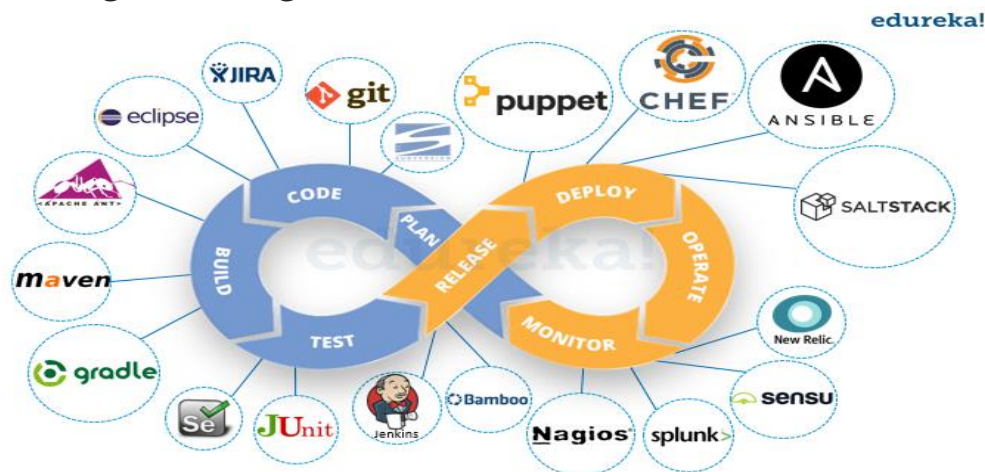 edureka!
JIRA
git
puppet
CHEF
ANSIBLE
eclipse
SUBVERSION
<APACHE ANT>
SALTSTACK
maven
gradle
CODE
PLAN
BUILD
TEST
RELEASE
DEPLOY
OPERATE
MONITOR
edureka!
New Relic.
sensu
Se
JUnit
Jenkins
Bamboo
Nagios®
splunk>